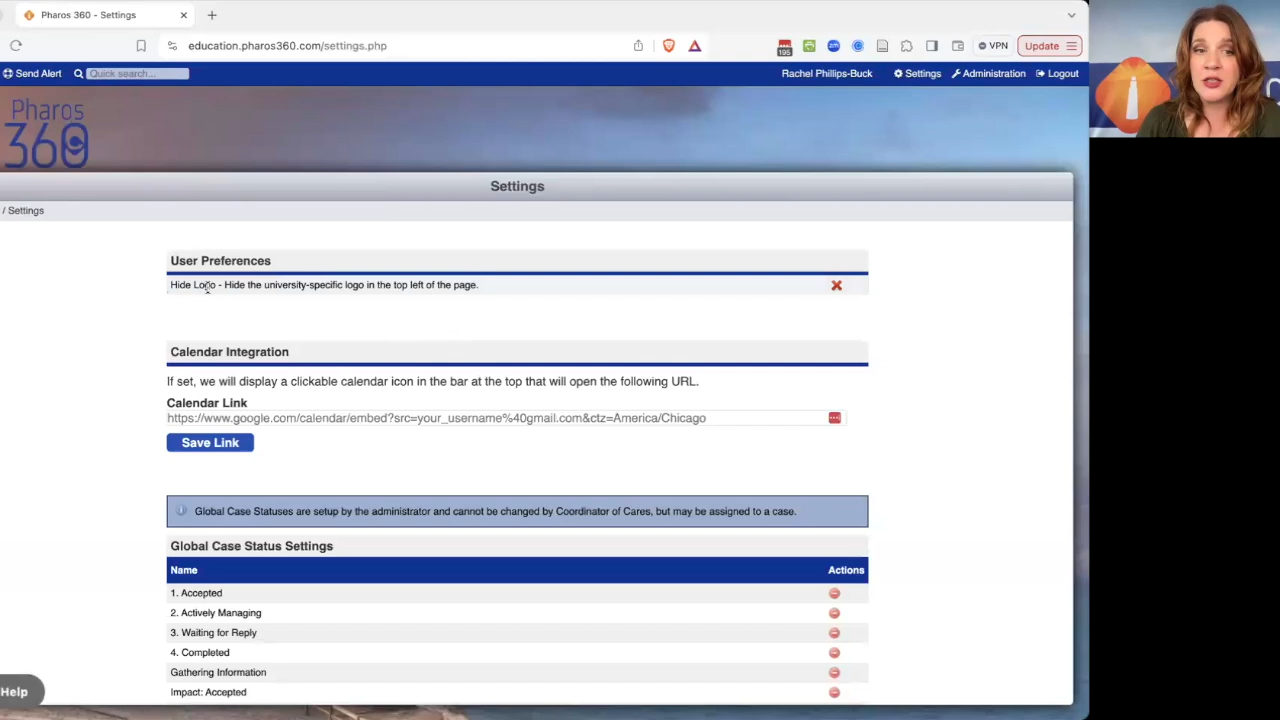 Pharos 360 - Settings
education.pharos360.com/settings.php
195
zm
VPN
Update
Send Alert
Quick search...
Rachel Phillips-Buck
Settings
Administration
Logout
Pharos
360
Settings
/ Settings
User Preferences
Hide Logo - Hide the university-specific logo in the top left of the page.
Calendar Integration
If set, we will display a clickable calendar icon in the bar at the top that will open the following URL.
Calendar Link
https://www.google.com/calendar/embed?src=your_username%40gmail.com&ctz=America/Chicago
Save Link
Global Case Statuses are setup by the administrator and cannot be changed by Coordinator of Cares, but may be assigned to a case.
Global Case Status Settings
Name Actions
1. Accepted
2. Actively Managing
3. Waiting for Reply
4. Completed
Gathering Information
Impact: Accepted
Help